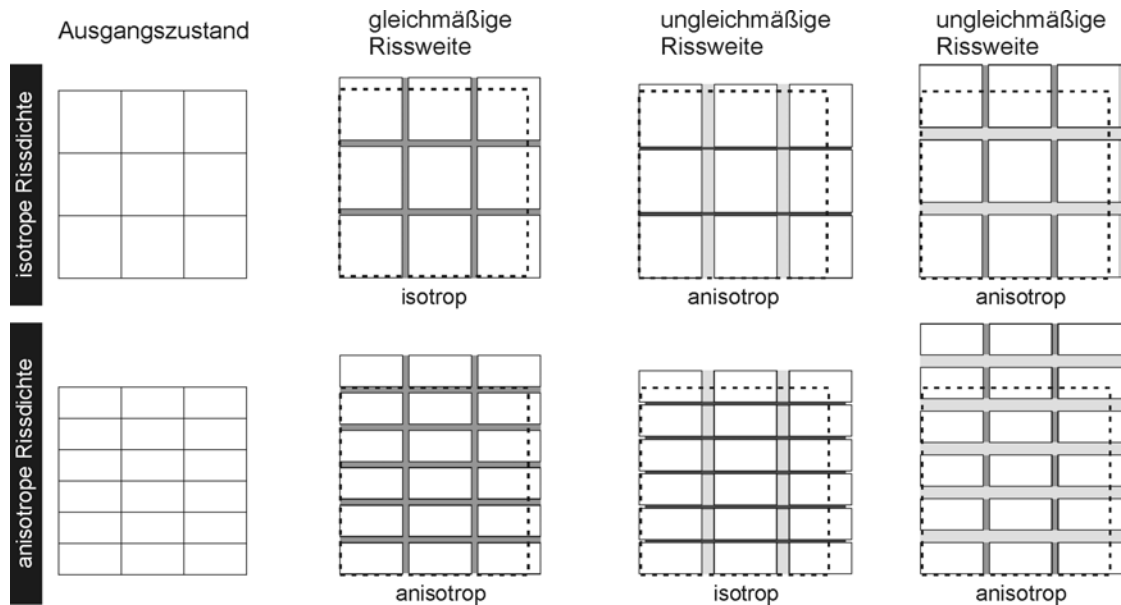 Ausgangszustand
gleichmäßige
Rissweite
ungleichmäßige
Rissweite
ungleichmäßige
Rissweite
isotrope Rissdichte
isotrop
anisotrop
anisotrop
anisotrope Rissdichte
anisotrop
isotrop
anisotrop